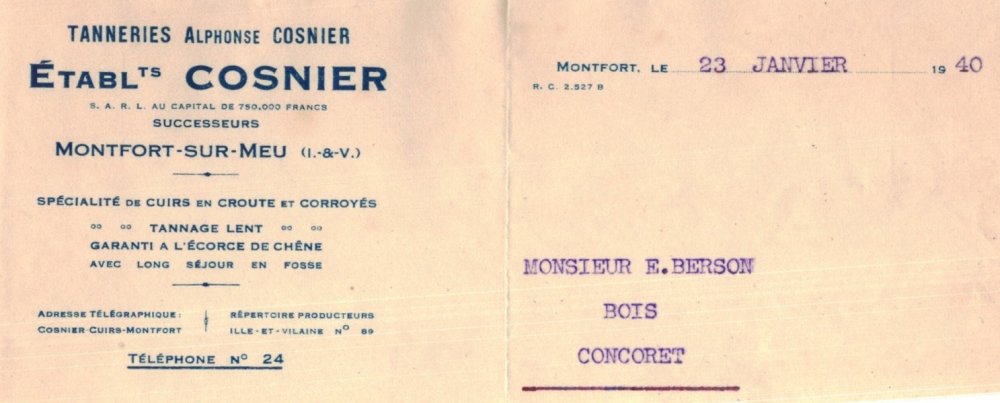 TANNERIES ALPHONSE COSNIER
ÉTABLTS COSNIER
S. A. R. L. AU CAPITAL DE 750.000 FRANCS
SUCCESSEURS
MONTFORT-SUR-MEU (I.-&-V.)
SPÉCIALITÉ DE CUIRS EN CROUTE ET CORROYÉS
TANNAGE LENT
GARANTI A L'ÉCORCE DE CHÊNE
AVEC LONG SÉJOUR EN FOSSE
ADRESSE TÉLÉGRAPHIQUE:
COSNIER-CUIRS-MONTFORT
RÉPERTOIRE PRODUCTEURS
ILLE-ET-VILAINE No 89
TÉLÉPHONE No 24
MONTFORT, LE 23 JANVIER 1940
R. C. 2.527 B
MONSIEUR E.BERSON
BOIS
CONCORET